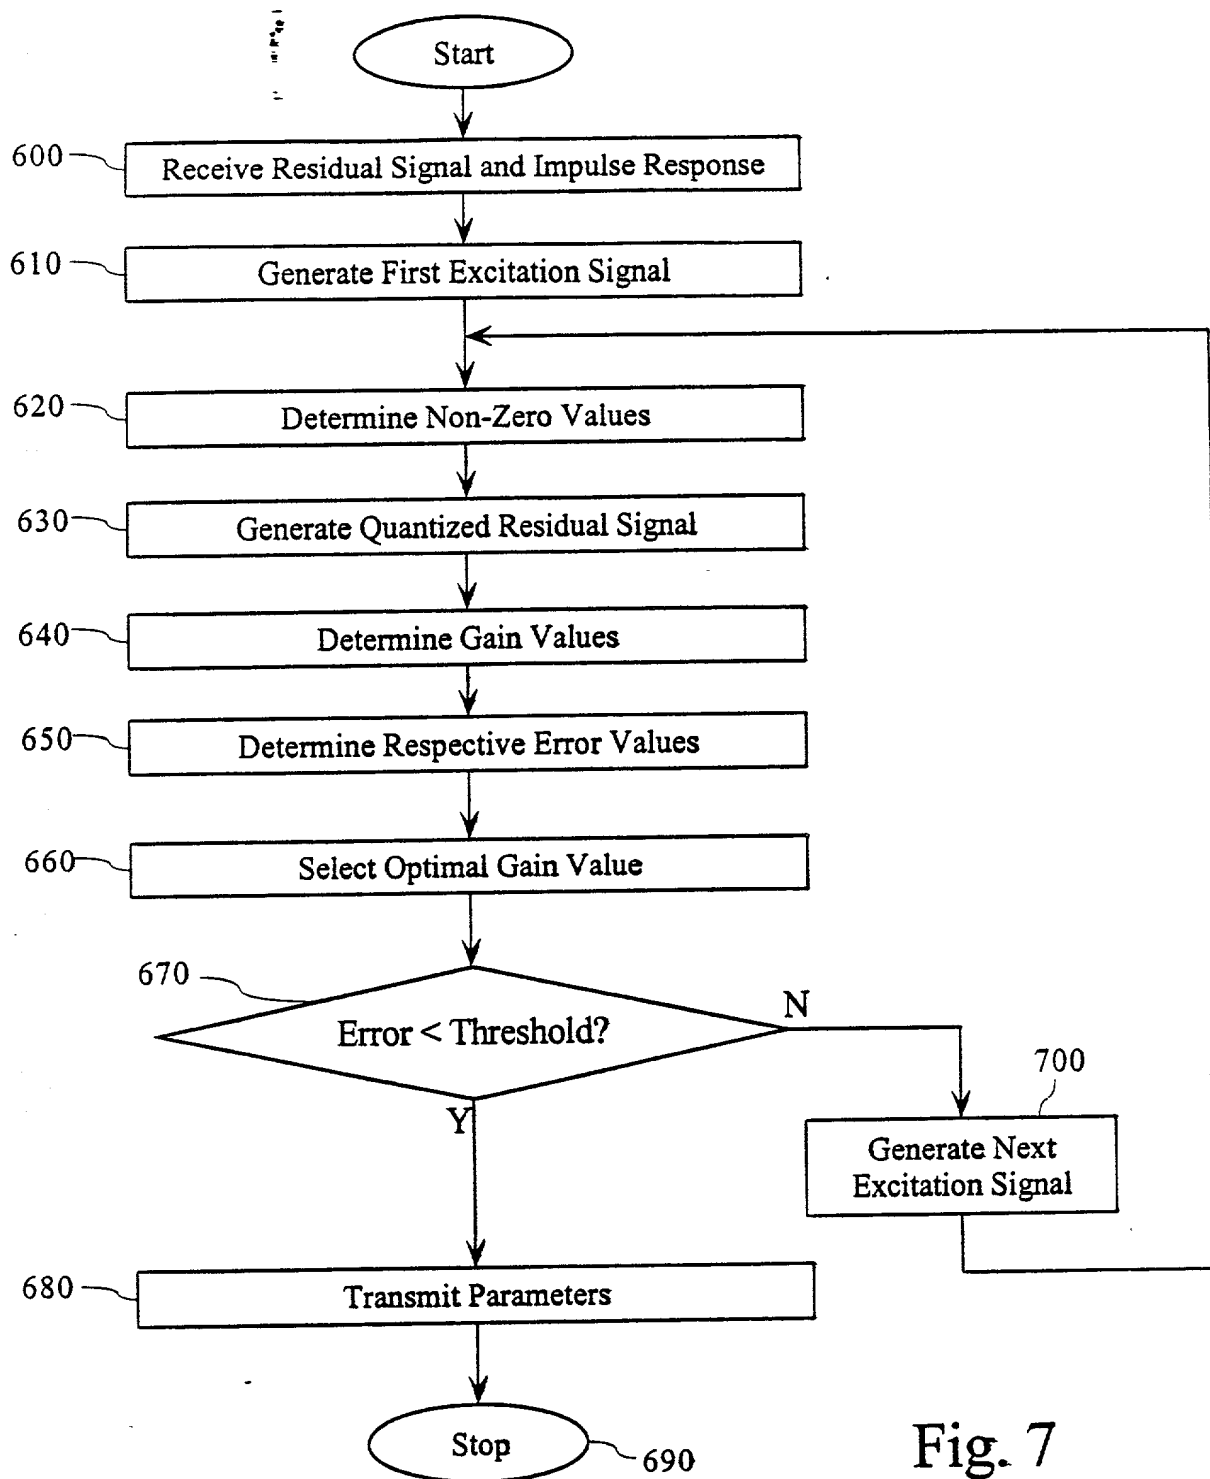 Start
600
Receive Residual Signal and Impulse Response
610
Generate First Excitation Signal
620
Determine Non-Zero Values
630
Generate Quantized Residual Signal
640
Determine Gain Values
650
Determine Respective Error Values
660
Select Optimal Gain Value
670
Error < Threshold?
N
Y
700
Generate Next
Excitation Signal
680
Transmit Parameters
Stop
690
Fig. 7